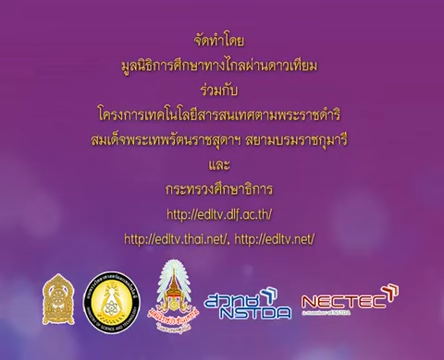 จัดทำโดย
มูลนิธิการศึกษาทางไกลผ่านดาวเทียม
ร่วมกับ
โครงการเทคโนโลยีสารสนเทศตามพระราชดำริ
สมเด็จพระเทพรัตนราชสุดาฯ สยามบรมราชกุมารี
และ
กระทรวงศึกษาธิการ
http://edltv.dlf.ac.th/
http://edltv.thai.net/, http://edltv.net/
สวทช
NSTDA
NECTEC
a member of NSTDA